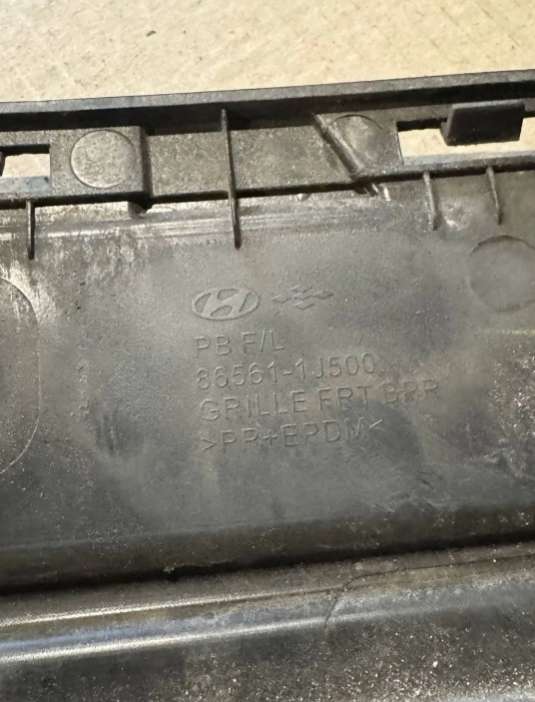 PB F/L
86561-1J500
GRILLE FRT BPR
>PP+EPDM<